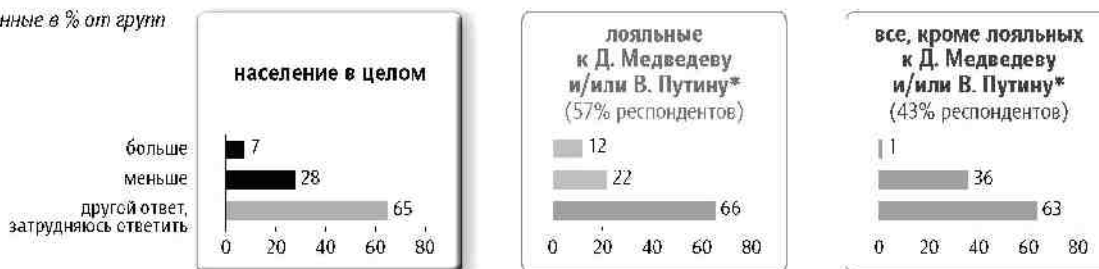 нные в % от групп
население в целом
больше 7
меньше 28
другой ответ,
затрудняюсь ответить 65
0 20 40 60 80
лояльные
к Д. Медведеву
и/или В. Путину*
(57% респондентов)
12
22
66
0 20 40 60 80
все, кроме лояльных
к Д. Медведеву
и/или В. Путину*
(43% респондентов)
1
36
63
0 20 40 60 80